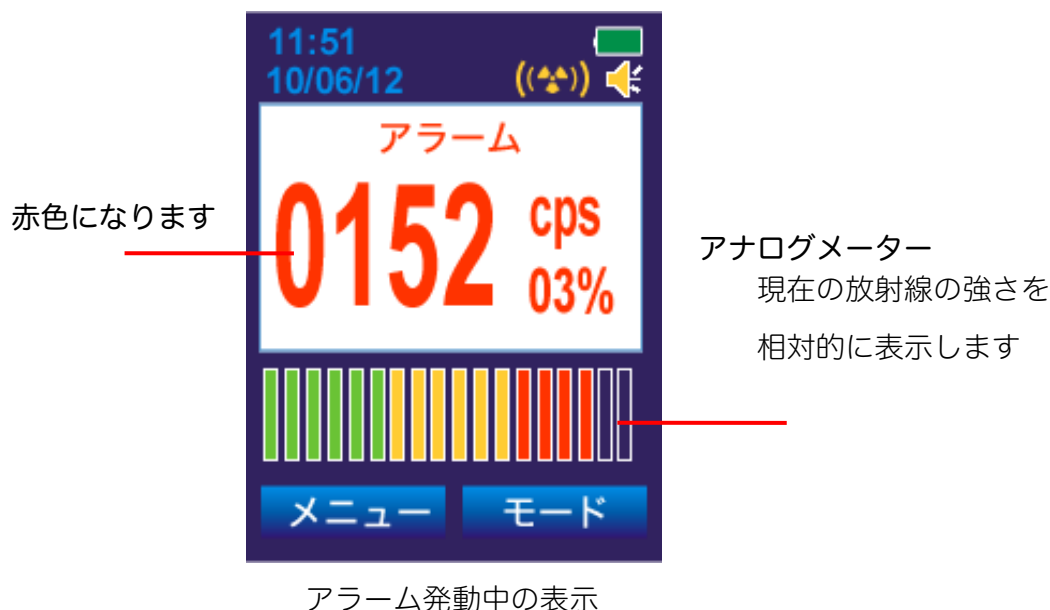 11:51
10/06/12
アラーム
0152 cps
03%
赤色になります
アナログメーター
現在の放射線の強さを
相対的に表示します
メニュー モード
アラーム発動中の表示